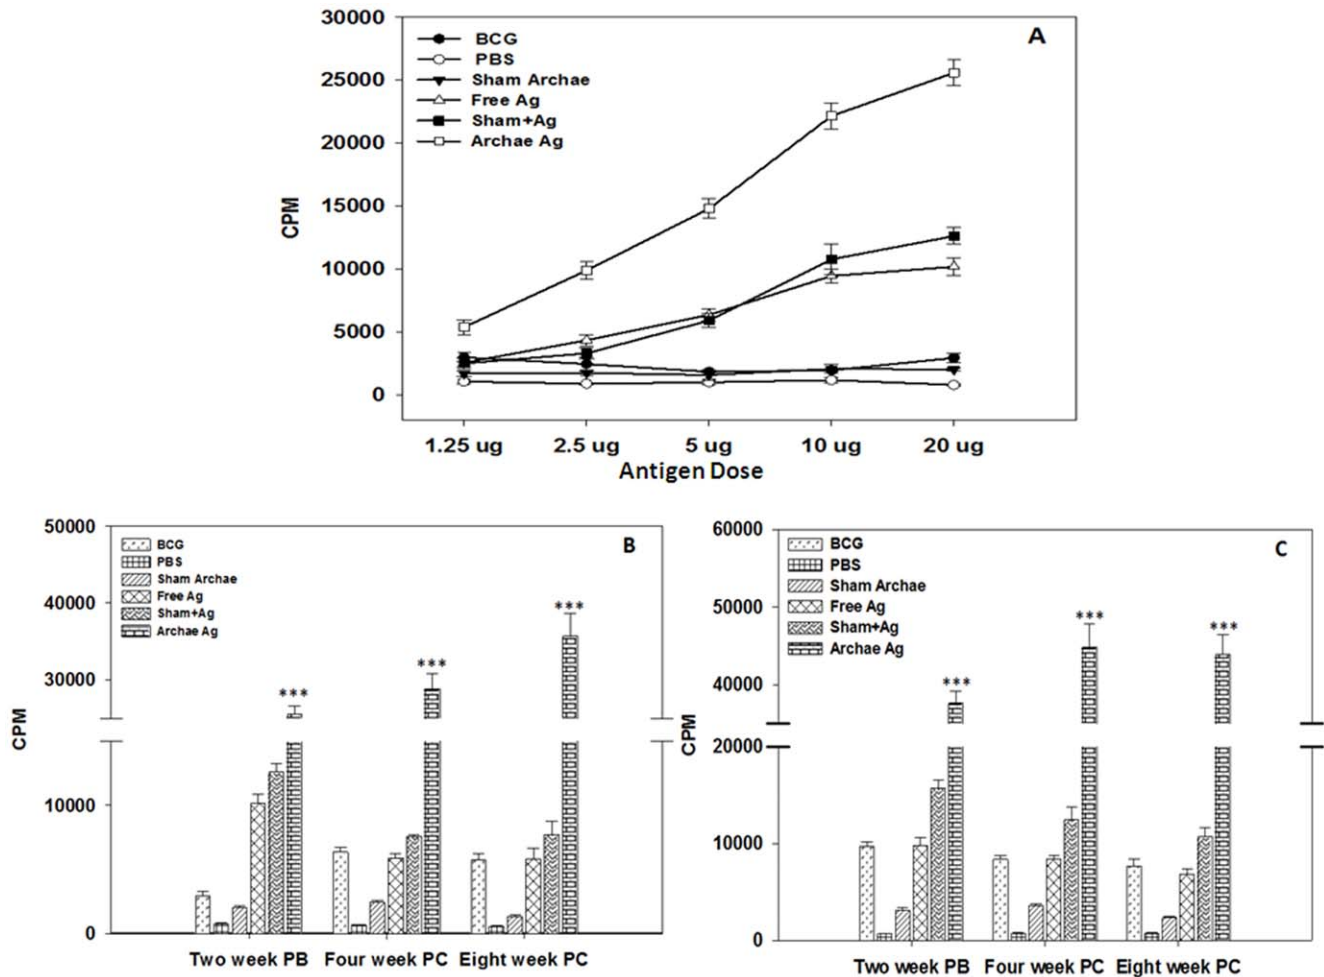 A
BCG
PBS
Sham Archae
Free Ag
Sham+Ag
Archae Ag
30000
25000
20000
15000
10000
5000
0
CPM
1.25 ug 2.5 ug 5 ug 10 ug 20 ug
Antigen Dose
B
BCG
PBS
Sham Archae
Free Ag
Sham+Ag
Archae Ag
50000
40000
30000
10000
0
CPM
*** *** ***
Two week PB Four week PC Eight week PC
C
BCG
PBS
Sham Archae
Free Ag
Sham+Ag
Archae Ag
60000
50000
40000
20000
10000
0
CPM
*** *** ***
Two week PB Four week PC Eight week PC